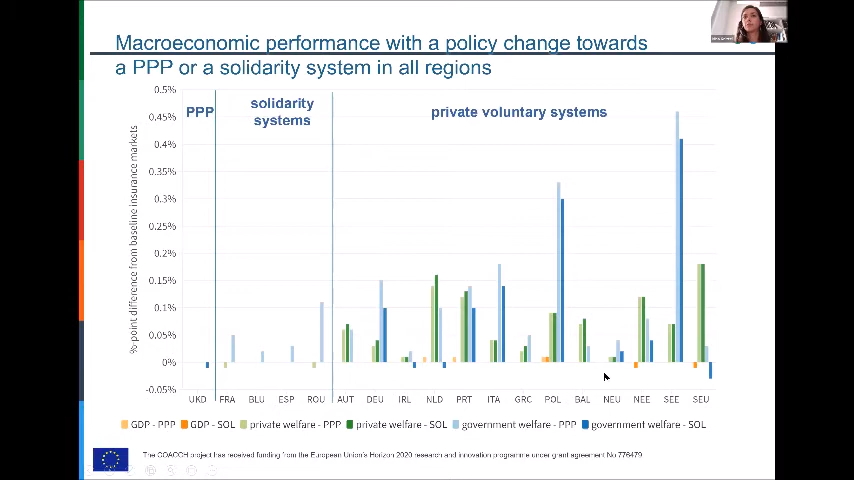 Macroeconomic performance with a policy change towards
a PPP or a solidarity system in all regions
%-point difference from baseline insurance markets
0.5%
0.45%
0.4%
0.35%
0.3%
0.25%
0.2%
0.15%
0.1%
0.05%
0%
-0.05%
PPP
solidarity
systems
private voluntary systems
UKD FRA BLU ESP ROU AUT DEU IRL NLD PRT ITA GRC POL BAL NEU NEE SEE SEU
GDP - PPP GDP - SOL private welfare - PPP private welfare - SOL government welfare - PPP government welfare - SOL
The COACCH project has received funding from the European Union's Horizon 2020 research and innovation programme under grant agreement No 776479